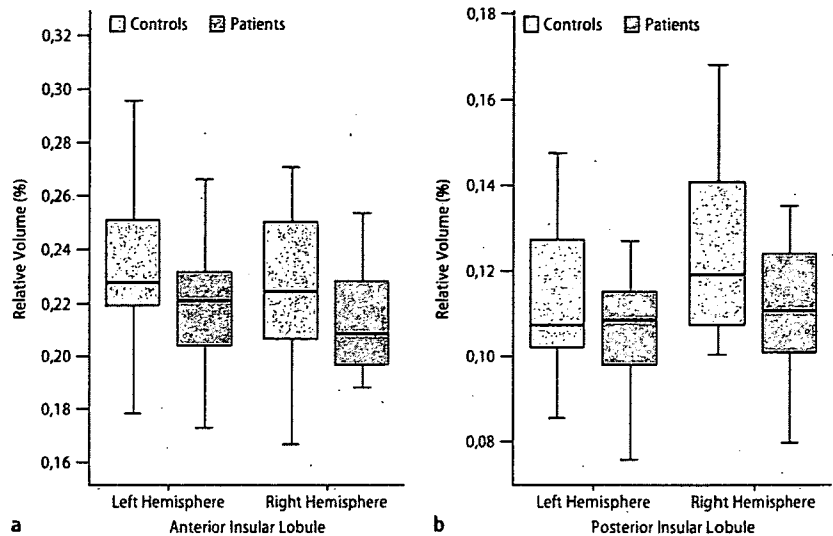 Controls Patients
0,32
0,30
0,28
0,26
0,24
0,22
0,20
0,18
0,16
Relative Volume (%)
Left Hemisphere Right Hemisphere
a Anterior Insular Lobule
Controls Patients
0,18
0,16
0,14
0,12
0,10
0,08
Relative Volume (%)
Left Hemisphere Right Hemisphere
b Posterior Insular Lobule